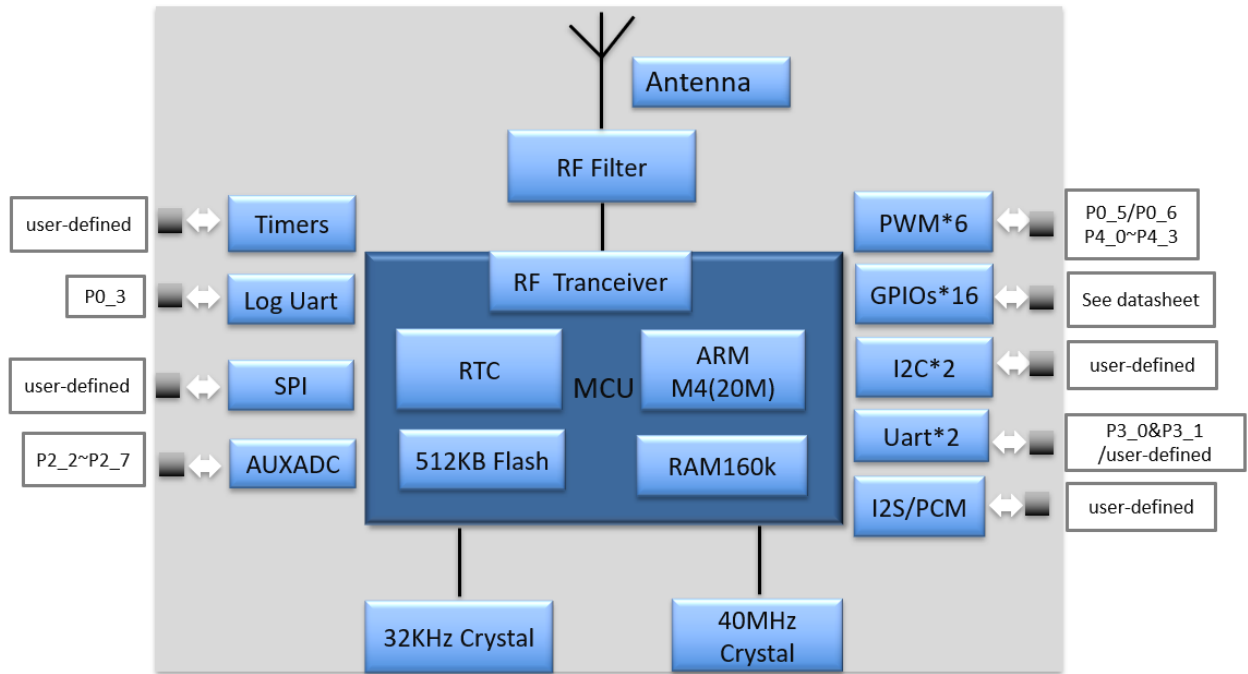 Antenna
RF Filter
user-defined
Timers
P0_3
Log Uart
user-defined
SPI
P2_2~P2_7
AUXADC
RF  Tranceiver
RTC
MCU
ARM
M4(20M)
512KB Flash
RAM160k
PWM*6
P0_5/P0_6
P4_0~P4_3
GPIOs*16
See datasheet
I2C*2
user-defined
Uart*2
P3_0&P3_1
/user-defined
I2S/PCM
user-defined
32KHz Crystal
40MHz
Crystal